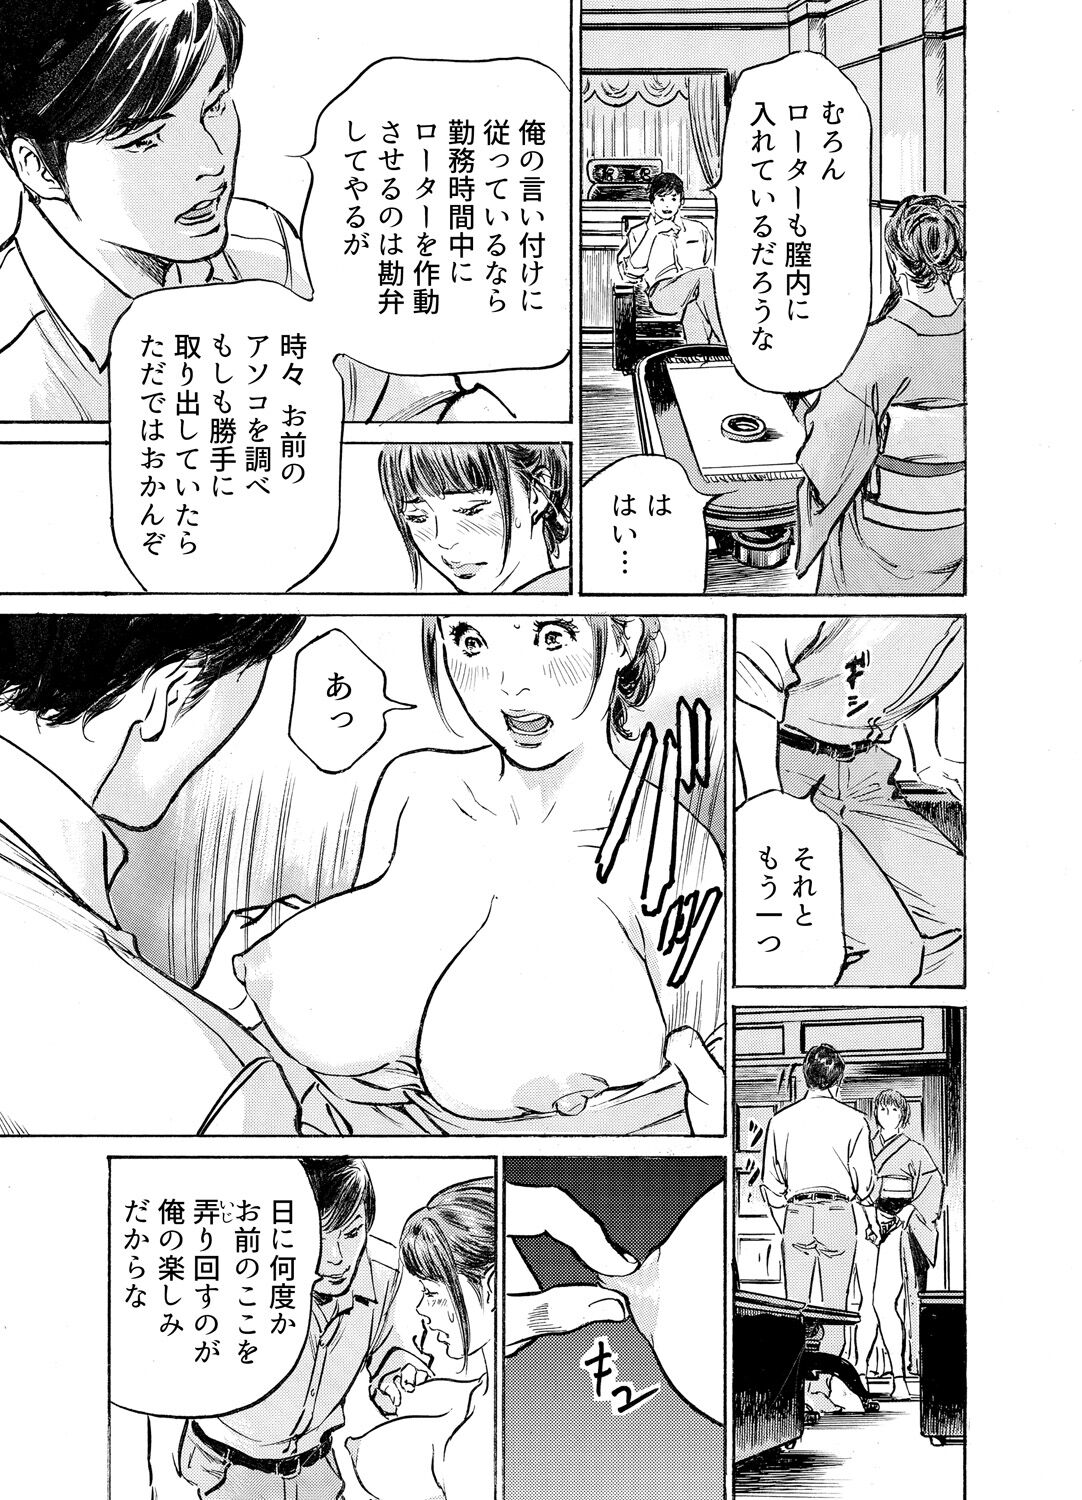 むろん
ローターも膣内に
入れているだろうな
は
はい…
俺の言い付けに
従っているなら
勤務時間中に
ローターを作動
させるのは勘弁
してやるが
時々 お前の
アソコを調べ
もしも勝手に
取り出していたら
ただではおかんぞ
ギシ
それと
もう一つ
あっ
キュ
日に何度か
お前のここを
弄り回すのが
いじ
俺の楽しみ
だからな